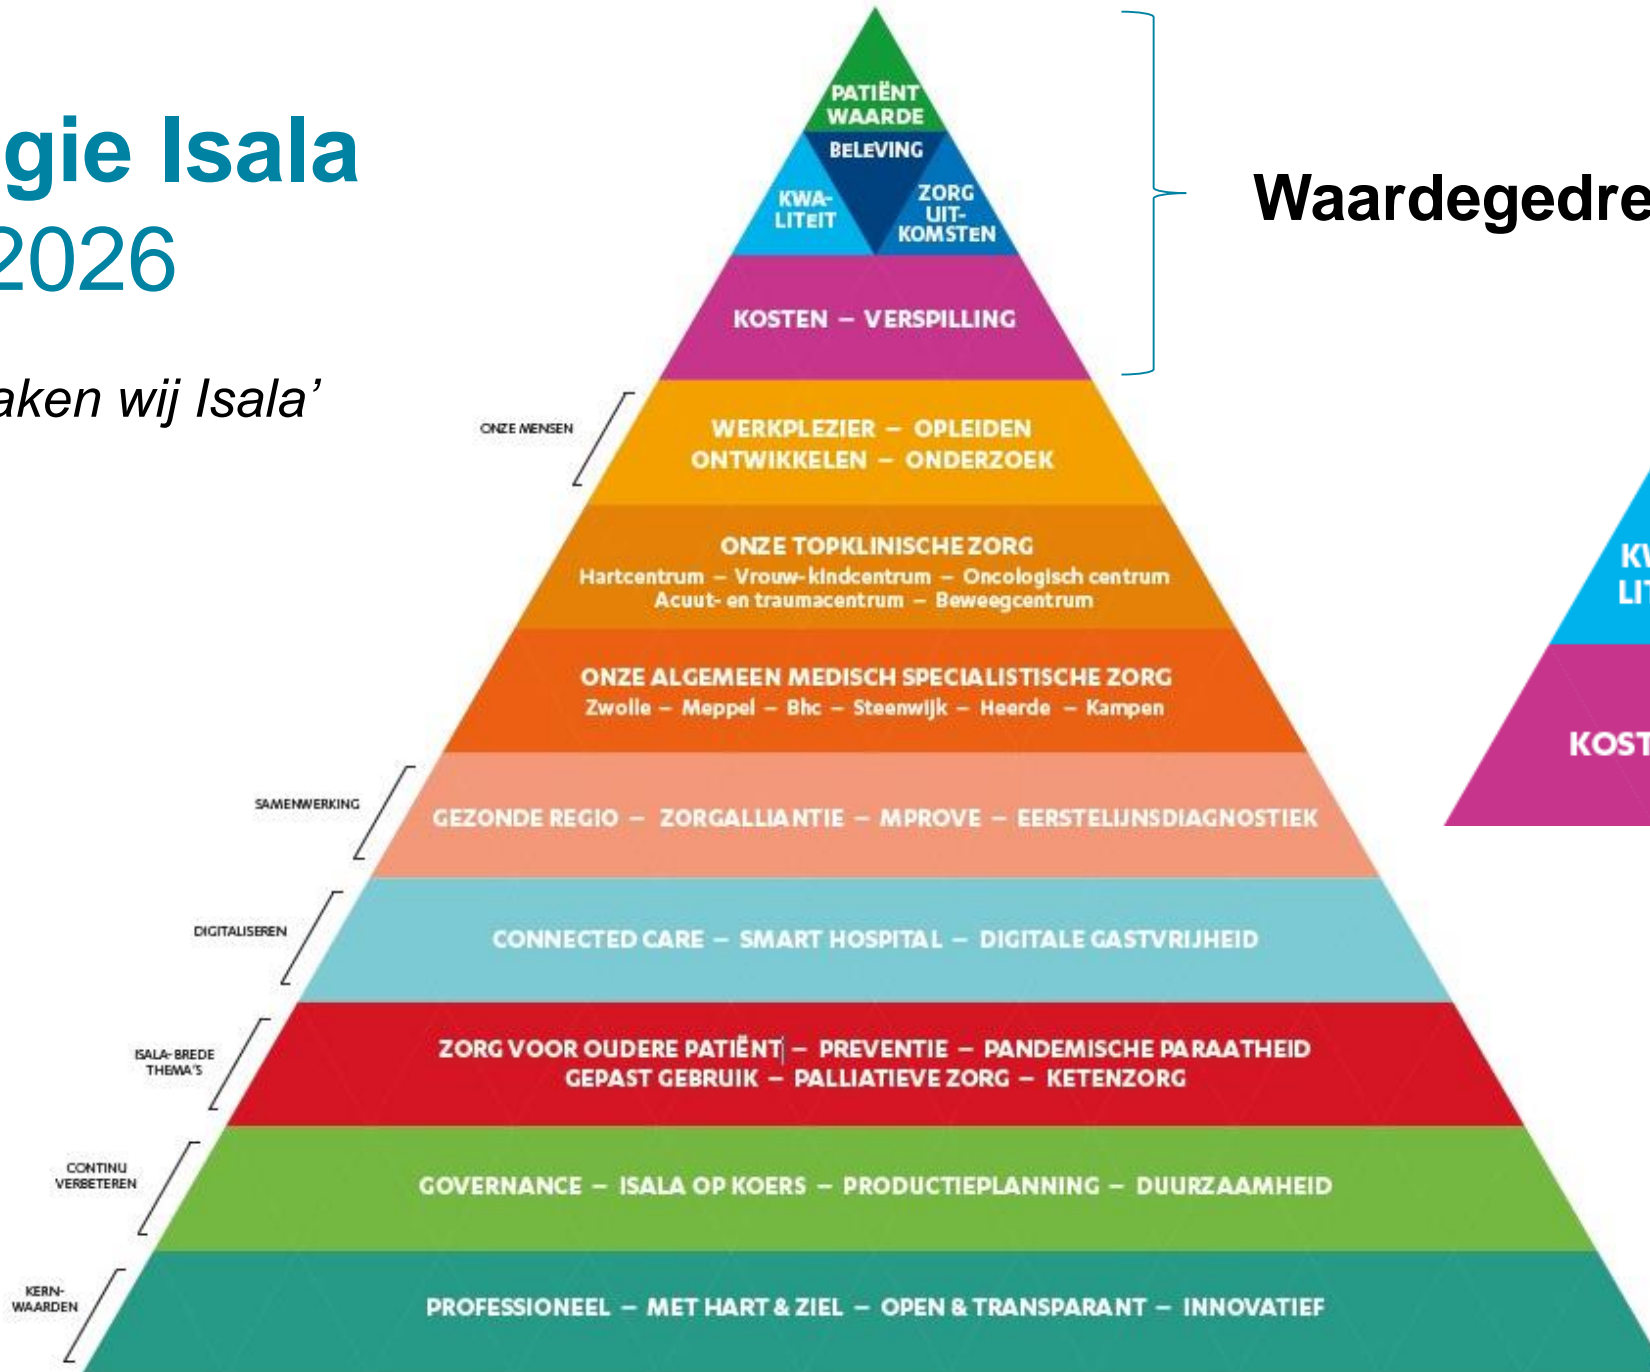 gie Isala
2026
aken wij Isala’
PATIËNT
WAARDE
BELEVING
KWA-
LITEIT
ZORG
UIT-
KOMSTEN
KOSTEN – VERSPILLING
Waardegedre
ONZE MENSEN
WERKPLEZIER – OPLEIDEN
ONTWIKKELEN – ONDERZOEK
ONZE TOPKLINISCHE ZORG
Hartcentrum – Vrouw-kindcentrum – Oncologisch centrum
Acuut- en traumacentrum – Beweegcentrum
ONZE ALGEMEEN MEDISCH SPECIALISTISCHE ZORG
Zwolle – Meppel – Bhc – Steenwijk – Heerde – Kampen
KW
LIT
KOST
SAMENWERKING
GEZONDE REGIO – ZORGALLIANTIE – MPROVE – EERSTELIJNSDIAGNOSTIEK
DIGITALISEREN
CONNECTED CARE – SMART HOSPITAL – DIGITALE GASTVRIJHEID
ISALA-BREDE
THEMA'S
ZORG VOOR OUDERE PATIËNT – PREVENTIE – PANDEMISCHE PARAATHEID
GEPAST GEBRUIK – PALLIATIEVE ZORG – KETENZORG
CONTINU
VERBETEREN
GOVERNANCE – ISALA OP KOERS – PRODUCTIEPLANNING – DUURZAAMHEID
KERN-
WAARDEN
PROFESSIONEEL – MET HART & ZIEL – OPEN & TRANSPARANT – INNOVATIEF